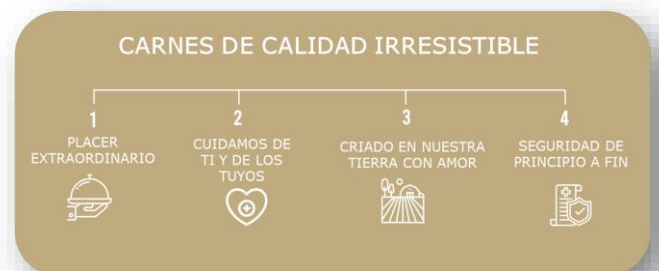 CARNES DE CALIDAD IRRESISTIBLE
1
PLACER
EXTRAORDINARIO
2
CUIDAMOS DE
TI Y DE LOS
TUYOS
3
CRIADO EN NUESTRA
TIERRA CON AMOR
4
SEGURIDAD DE
PRINCIPIO A FIN